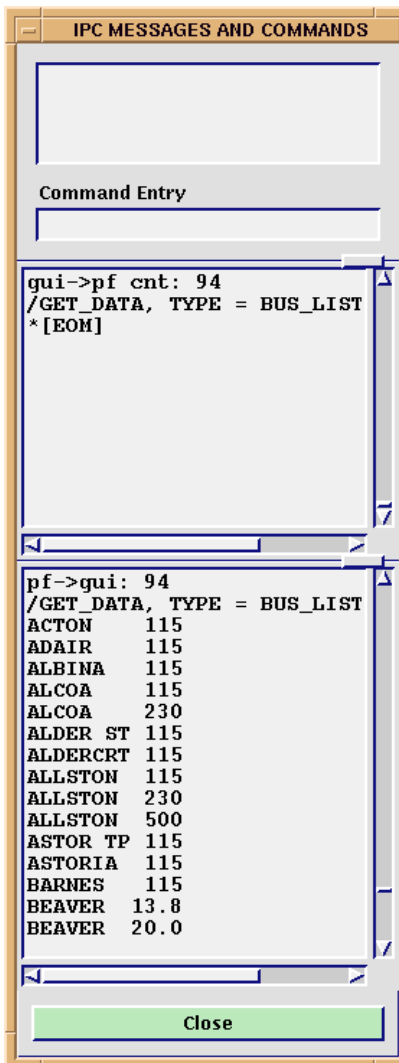 IPC MESSAGES AND COMMANDS
Command Entry
gui->pf cnt: 94
/GET_DATA, TYPE = BUS_LIST
*[EOM]
pf->gui: 94
/GET_DATA, TYPE = BUS_LIST
ACTON 115
ADAIR 115
ALBINA 115
ALCOA 115
ALCOA 230
ALDER ST 115
ALDERCRT 115
ALLSTON 115
ALLSTON 230
ALLSTON 500
ASTOR TP 115
ASTORIA 115
BARNES 115
BEAVER 13.8
BEAVER 20.0
Close